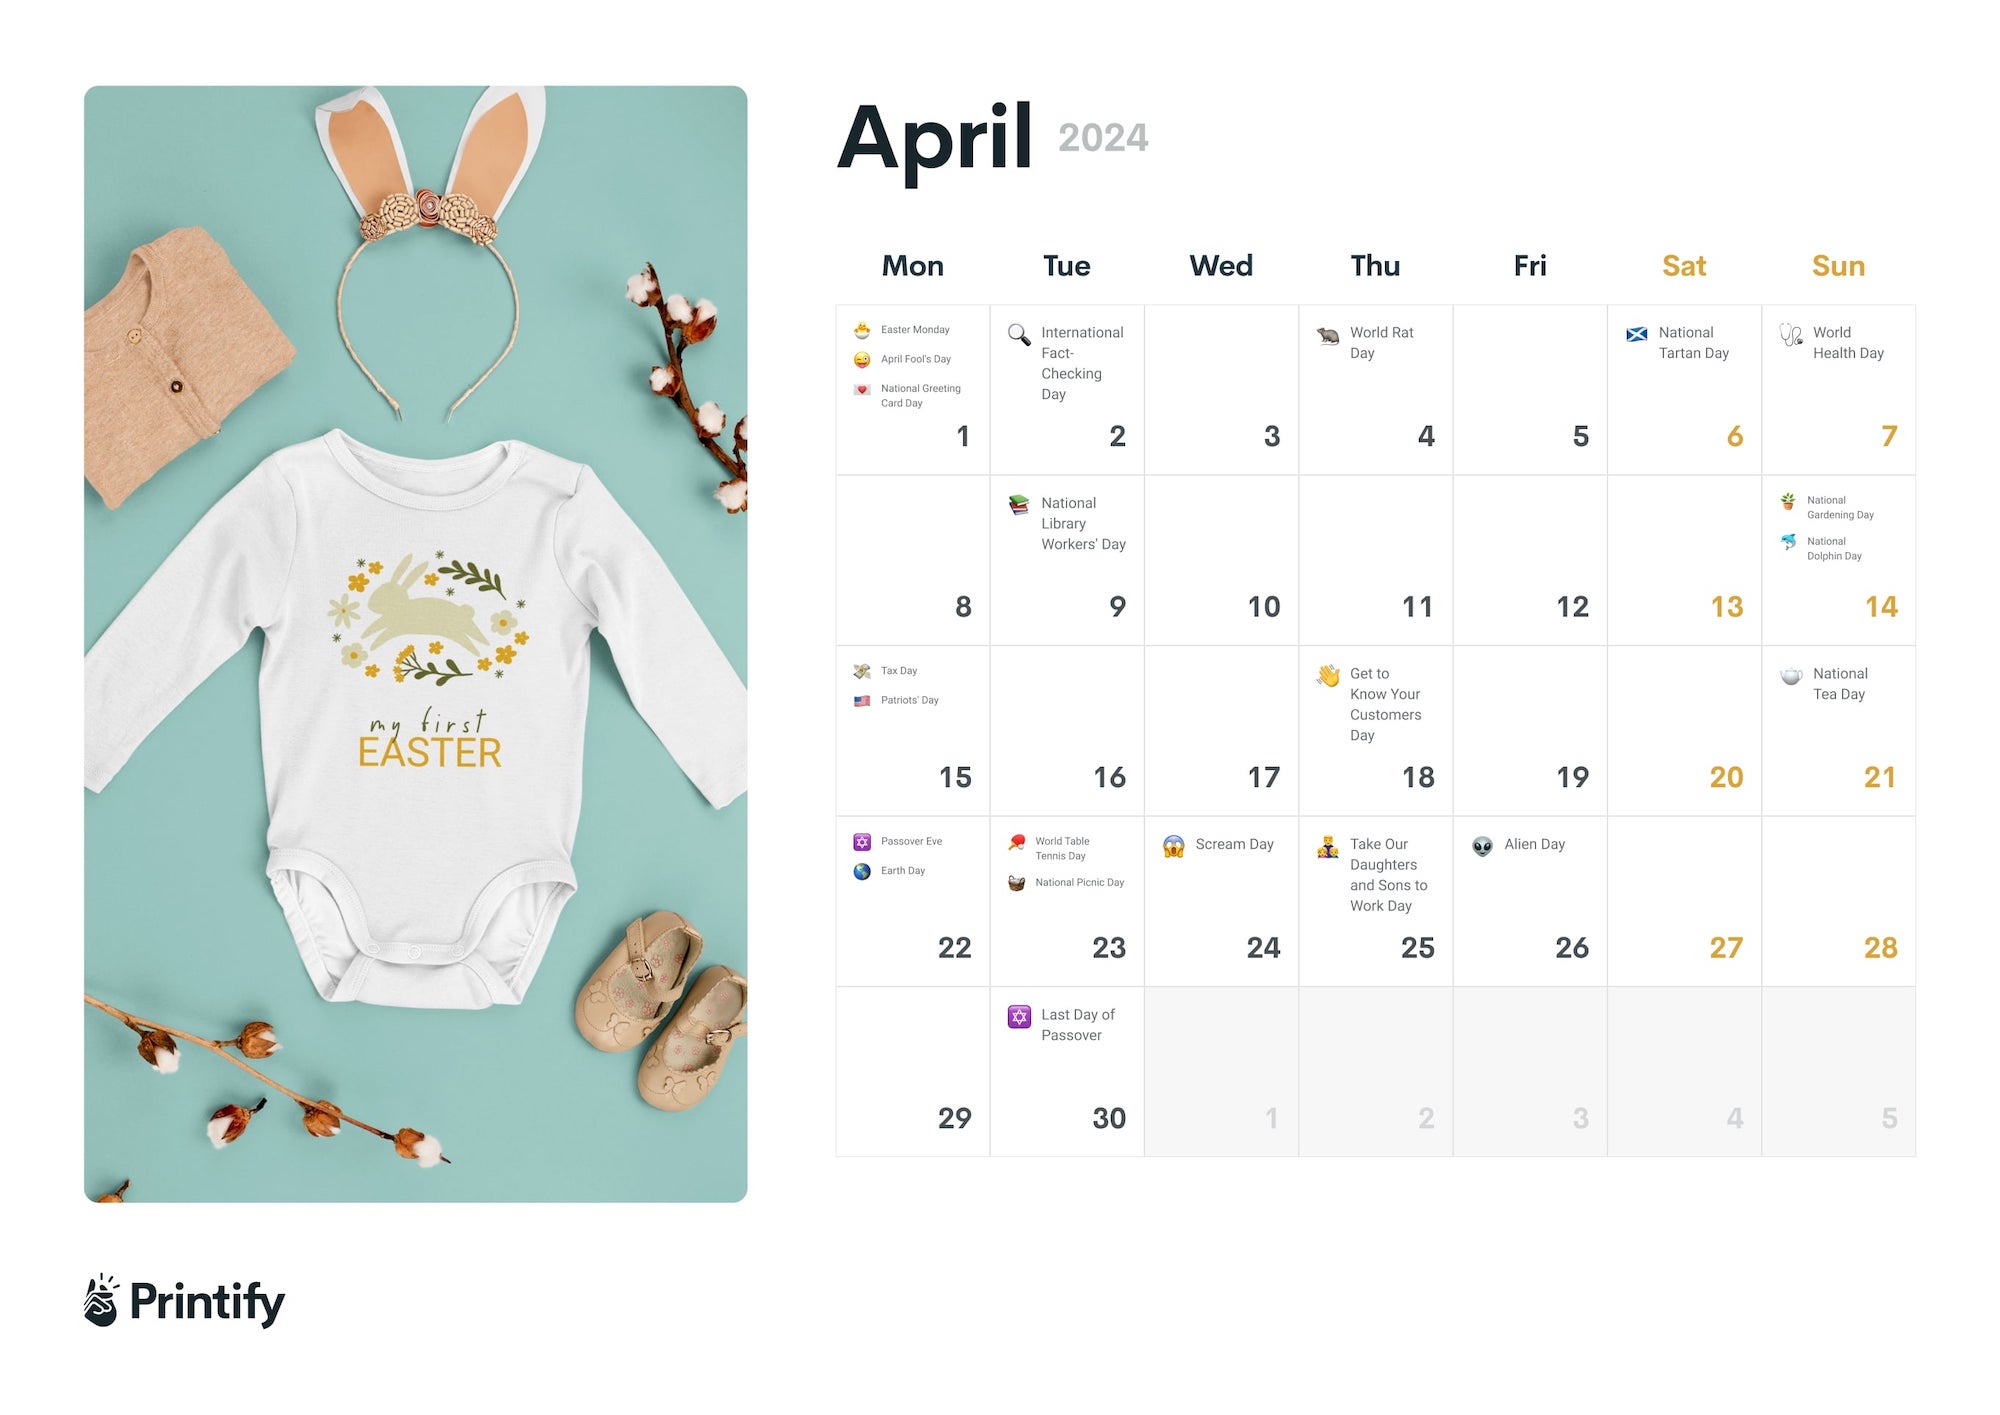 my first
EASTER
Printify
April 2024
Mon Tue Wed Thu Fri Sat Sun
Easter Monday
April Fool's Day
National Greeting
Card Day
1
International
Fact-
Checking
Day
2
3
World Rat
Day
4
5
National
Tartan Day
6
World
Health Day
7
8
National
Library
Workers' Day
9
10
11
12
13
National
Gardening Day
National
Dolphin Day
14
Tax Day
Patriots' Day
15
16
17
Get to
Know Your
Customers
Day
18
19
20
National
Tea Day
21
Passover Eve
Earth Day
22
World Table
Tennis Day
National Picnic Day
23
Scream Day
24
Take Our
Daughters
and Sons to
Work Day
25
Alien Day
26
27
28
29
Last Day of
Passover
30
1
2
3
4
5